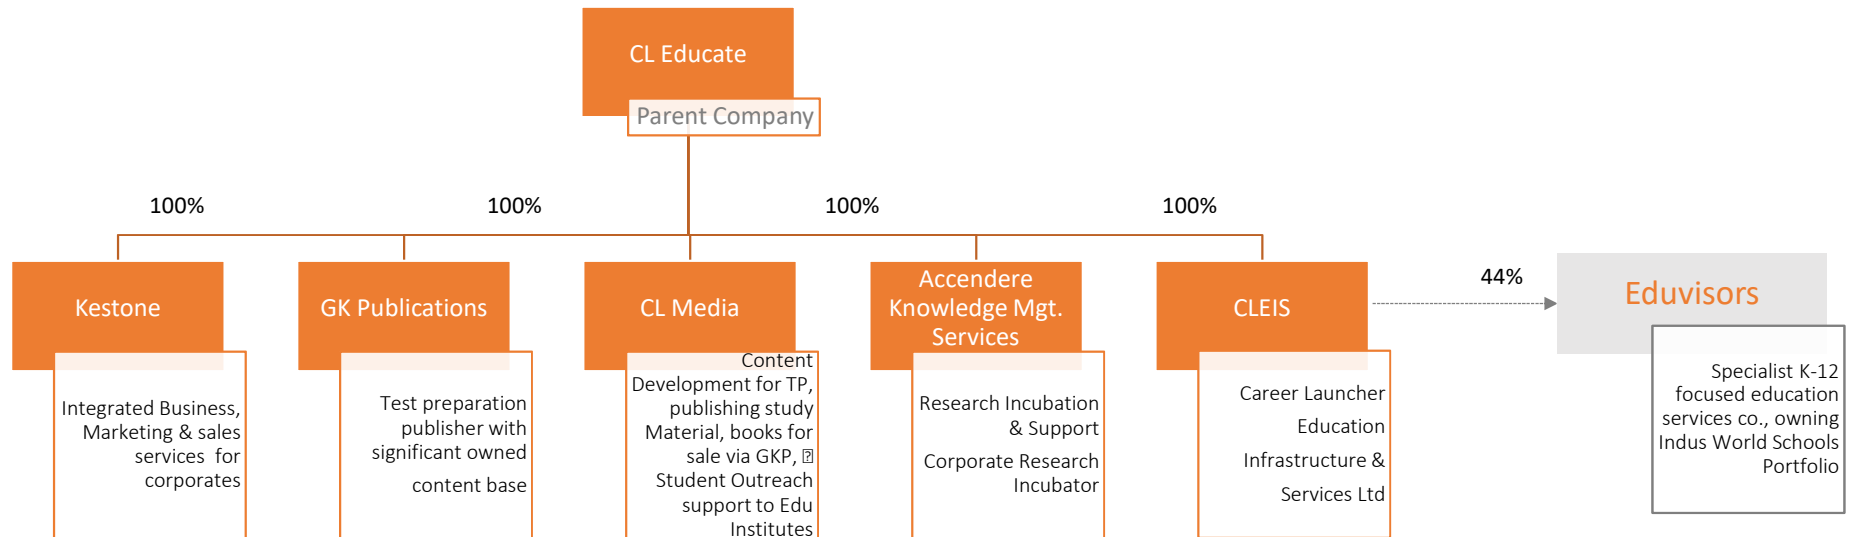 CL Educate
Parent Company
100%
100%
100%
100%
44%
Kestone
Integrated Business,
Marketing & sales
services for
corporates
GK Publications
Test preparation
publisher with
significant owned
content base
CL Media
Content
Development for TP,
publishing study
Material, books for
sale via GKP, 
Student Outreach
support to Edu
Institutes
Accendere
Knowledge Mgt.
Services
Research Incubation
& Support
Corporate Research
Incubator
CLEIS
Career Launcher
Education
Infrastructure &
Services Ltd
Eduvisors
Specialist K-12
focused education
services co., owning
Indus World Schools
Portfolio